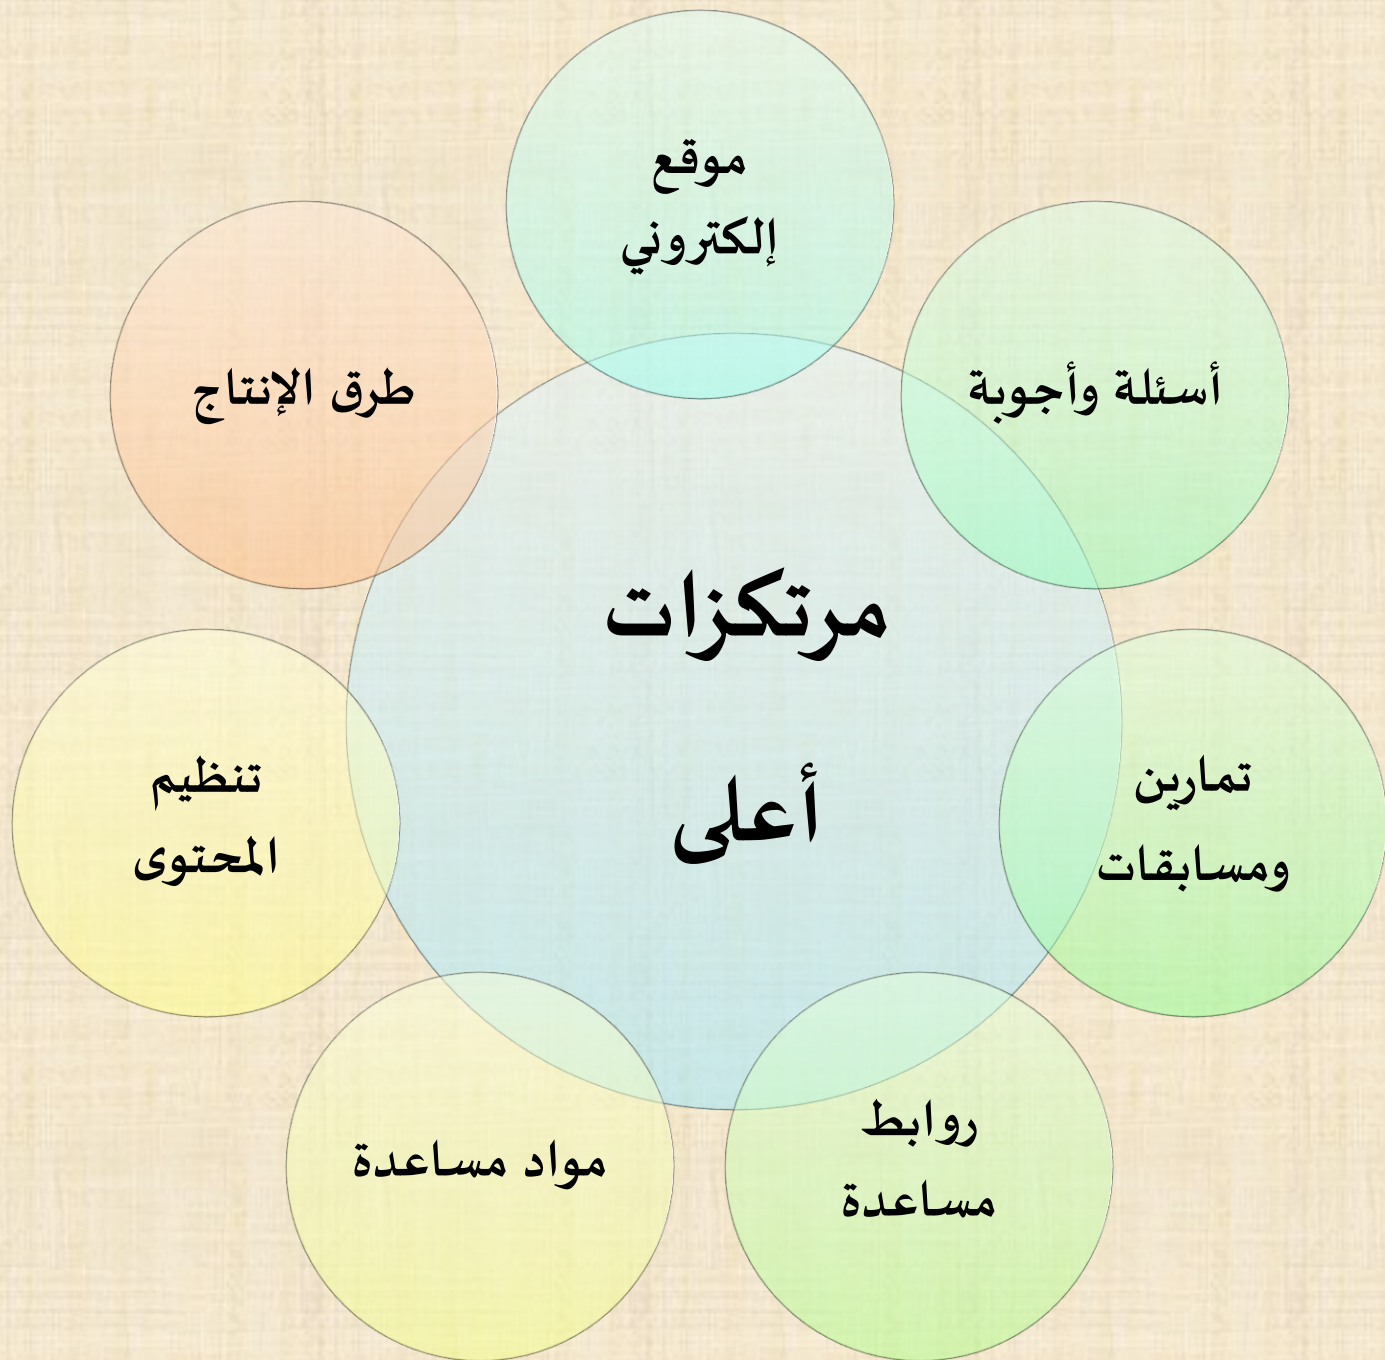 موقع
إلكتروني
أسئلة وأجوبة
طرق الإنتاج
مرتكزات
أعلى
تمارين
ومسابقات
تنظيم
المحتوى
روابط
مساعدة
مواد مساعدة